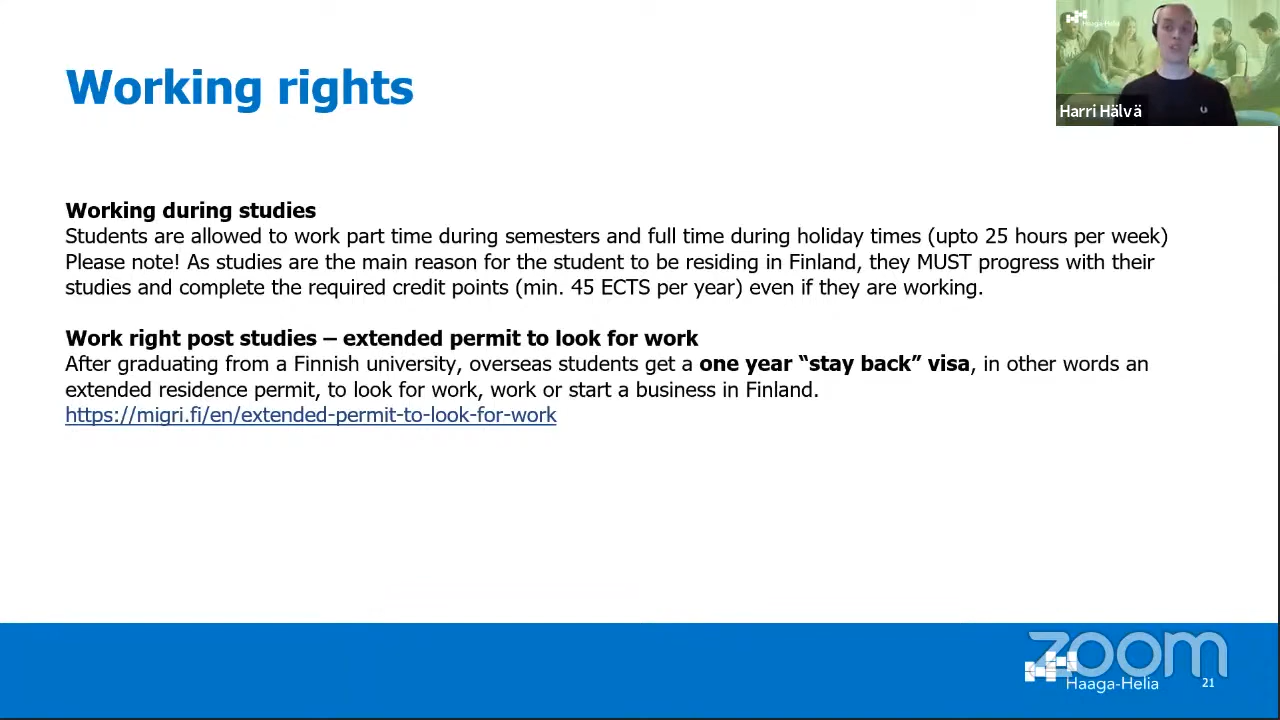 Working rights
Haaga-Helia
Harri Hälvä
Working during studies
Students are allowed to work part time during semesters and full time during holiday times (upto 25 hours per week)
Please note! As studies are the main reason for the student to be residing in Finland, they MUST progress with their
studies and complete the required credit points (min. 45 ECTS per year) even if they are working.
Work right post studies – extended permit to look for work
After graduating from a Finnish university, overseas students get a one year “stay back” visa, in other words an
extended residence permit, to look for work, work or start a business in Finland.
https://migri.fi/en/extended-permit-to-look-for-work
zoom
Haaga-Helia
21